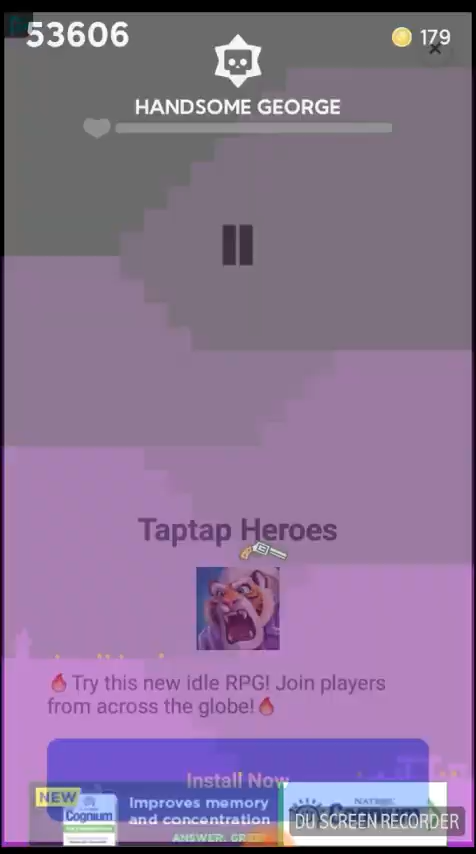 53606
179
HANDSOME GEORGE
Taptap Heroes
🔥Try this new idle RPG! Join players
from across the globe!🔥
Install Now
NEW
Cognium
Improves memory
and concentration
DU SCREEN RECORDER